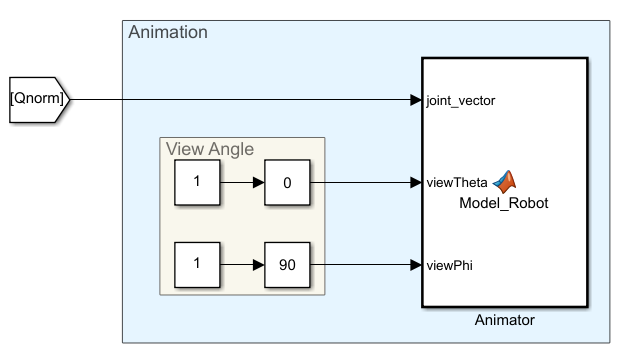 Animation
[Qnorm]
joint_vector
View Angle
1
0
viewTheta
Model_Robot
1
90
viewPhi
Animator